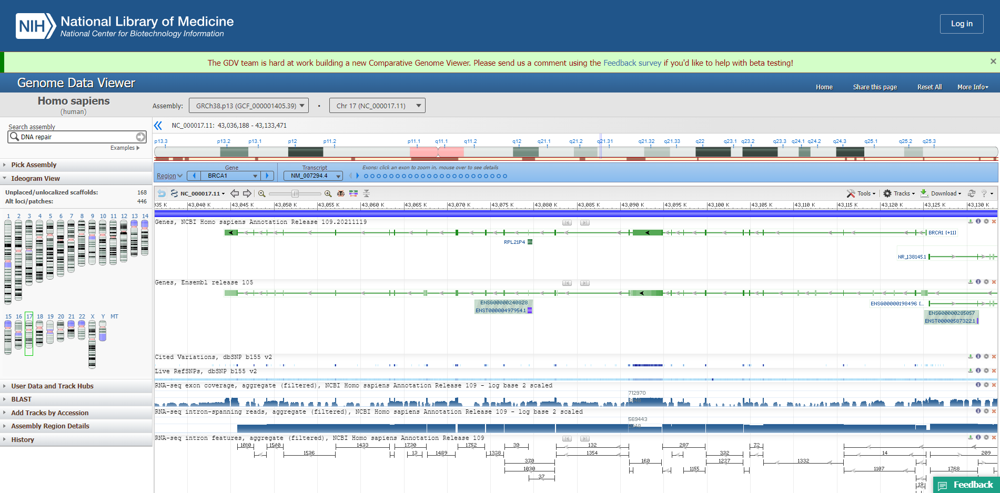 NIH National Library of Medicine
National Center for Biotechnology Information
Log in
The GDV team is hard at work building a new Comparative Genome Viewer. Please send us a comment using the Feedback survey if you'd like to help with beta testing!
Genome Data Viewer
Home Share this page Reset All More Info
Homo sapiens
(human)
Assembly: GRCh38.p13 (GCF_000001405.39) • Chr 17 (NC_000017.11)
Search assembly
DNA repair
Examples
Pick Assembly
Ideogram View
Unplaced/unlocalized scaffolds: 168
Alt loci/patches: 446
1 2 3 4 5 6 7 8 9 10 11 12 13 14
15 16 17 18 19 20 21 22 X Y MT
User Data and Track Hubs
BLAST
Add Tracks by Accession
Assembly Region Details
History
NC_000017.11: 43,036,188 - 43,133,471
p13.3 p13.2 p13.1 p12 p11.2 p11.1 q11.1 q11.2 q12 q21.1 q21.2 q21.31 q21.32 q21.33 q22 q23.1 q23.2 q23.3 q24.1 q24.2 q24.3 q25.1 q25.2 q25.3
Gene Transcript Exons: click an exon to zoom in, mouse over to see details
Region BRCA1 NM_007294.4
NC_000017.11 ATG Tools Tracks Download ?
035 K 43,040 K 43,045 K 43,050 K 43,055 K 43,060 K 43,065 K 43,070 K 43,075 K 43,080 K 43,085 K 43,090 K 43,095 K 43,100 K 43,105 K 43,110 K 43,115 K 43,120 K 43,125 K 43,130 K
Genes, NCBI Homo sapiens Annotation Release 109.20211119
BRCA1 [+11]
RPL21P4
NR_138145.1
Genes, Ensembl release 105
ENSG00000240828
ENST00000497954.1
ENSG00000198496 [...
ENSG00000285057
ENST00000587322.1
Cited Variations, dbSNP b155 v2
Live RefSNPs, dbSNP b155 v2
RNA-seq exon coverage, aggregate (filtered), NCBI Homo sapiens Annotation Release 109 - log base 2 scaled
712970
RNA-seq intron-spanning reads, aggregate (filtered), NCBI Homo sapiens Annotation Release 109 - log base 2 scaled
569443
2048
RNA-seq intron features, aggregate (filtered), NCBI Homo sapiens Annotation Release 109
1010 1540 1433 1730 1752 30 132 297 72
1536 13 1489 1338 1354 322 14 209
370 160 1227 1332
1030 1155 1107 1768
37
19
Feedback